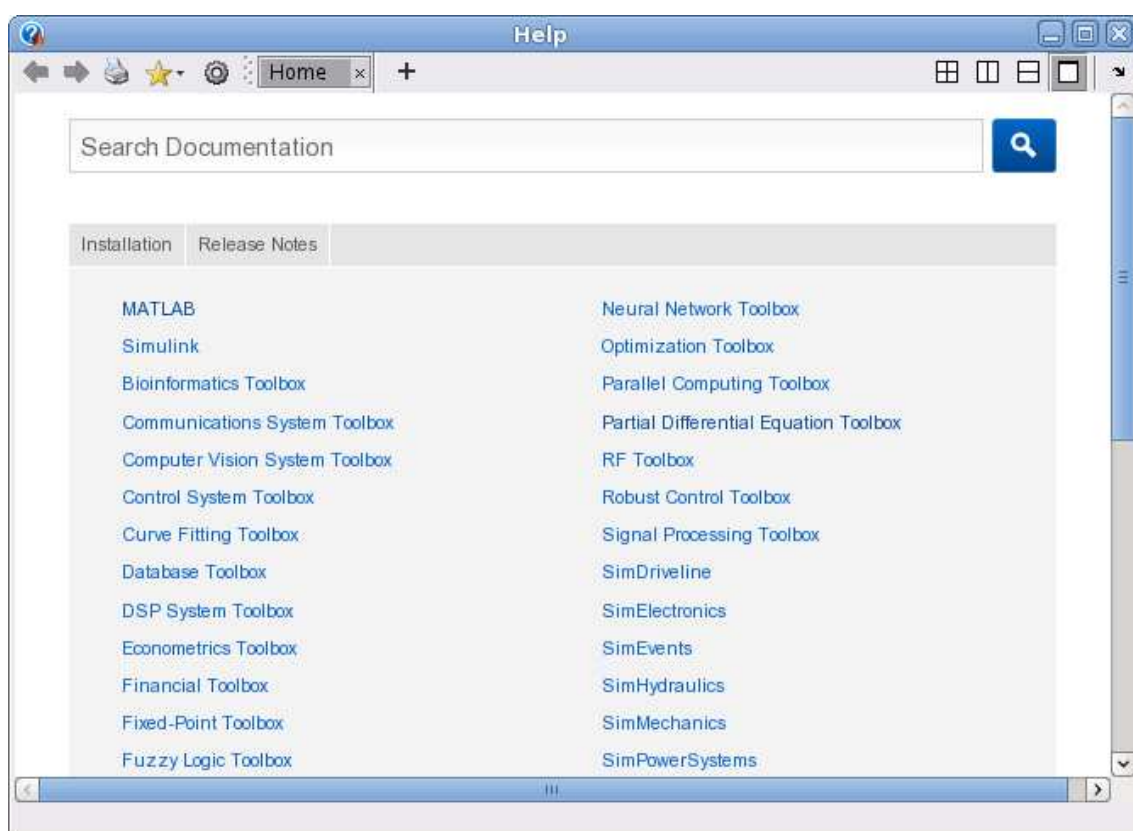 Help
Home
Search Documentation
Installation
Release Notes
MATLAB
Simulink
Bioinformatics Toolbox
Communications System Toolbox
Computer Vision System Toolbox
Control System Toolbox
Curve Fitting Toolbox
Database Toolbox
DSP System Toolbox
Econometrics Toolbox
Financial Toolbox
Fixed-Point Toolbox
Fuzzy Logic Toolbox
Neural Network Toolbox
Optimization Toolbox
Parallel Computing Toolbox
Partial Differential Equation Toolbox
RF Toolbox
Robust Control Toolbox
Signal Processing Toolbox
SimDriveline
SimElectronics
SimEvents
SimHydraulics
SimMechanics
SimPowerSystems